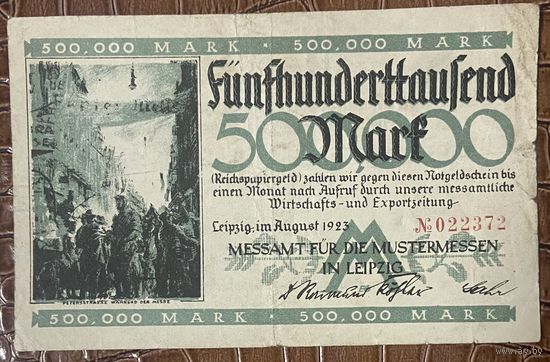 500,000 MARK · 500,000 MARK
Fünfhunderttausend
500,000
Mark
(Reichspapiergeld) zahlen wir gegen diesen Notgeldschein bis
einen Monat nach Aufruf durch unsere messamtliche
Wirtschafts- und Exportzeitung.
Leipzig, im August 1923
№022372
MESSAMT FÜR DIE MUSTERMESSEN
IN LEIPZIG
PETERSSTRASSE WÄHREND DER MESSE
500,000 MARK · 500,000 MARK